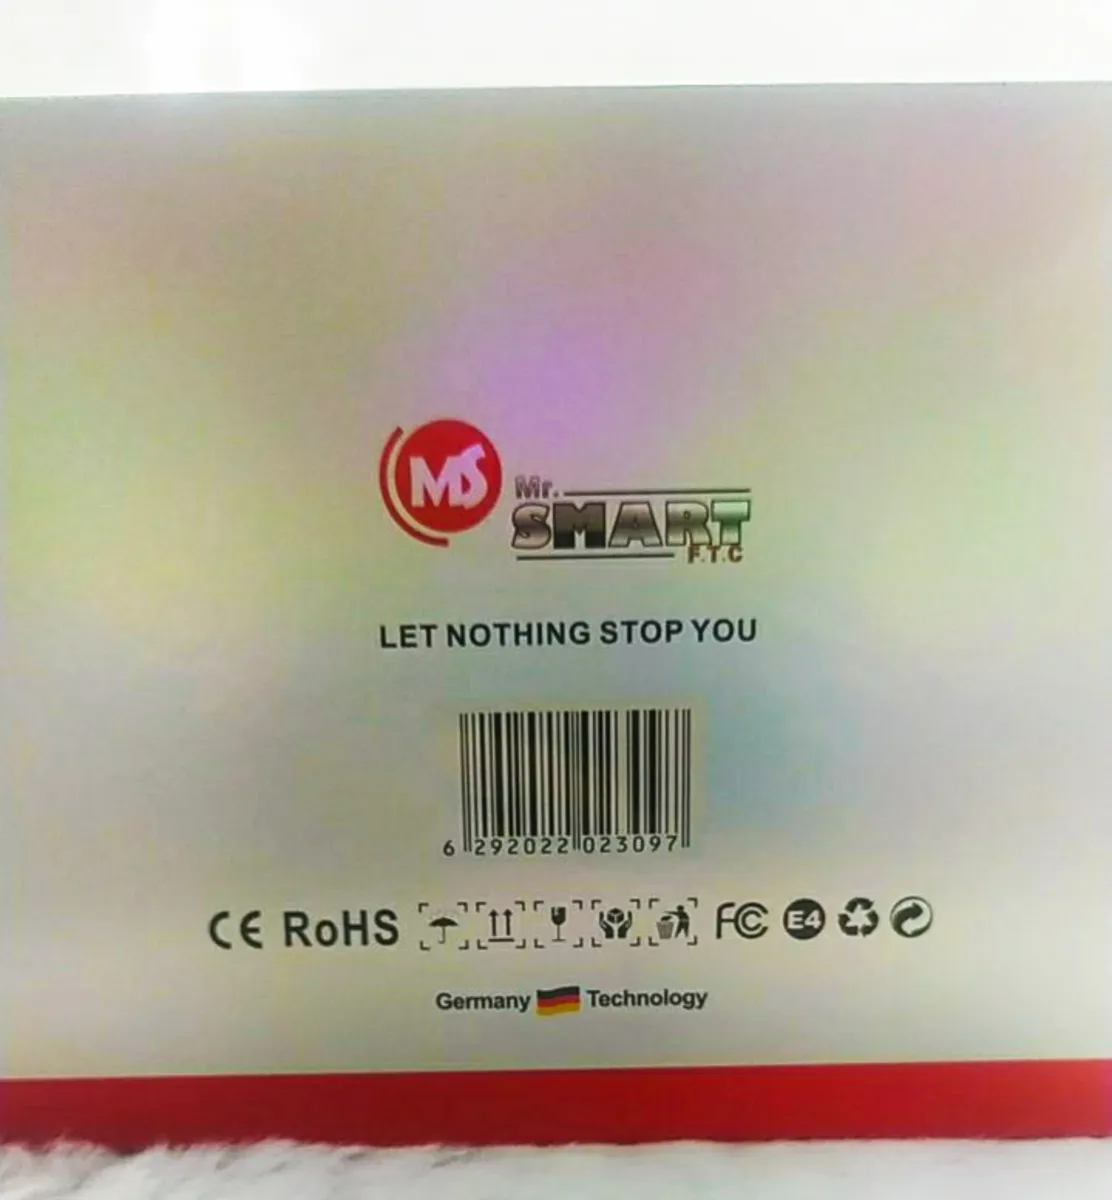 MS
Mr.
SMART
F.T.C
LET NOTHING STOP YOU
6 292022 023097
CE RoHS FC E4
Germany Technology